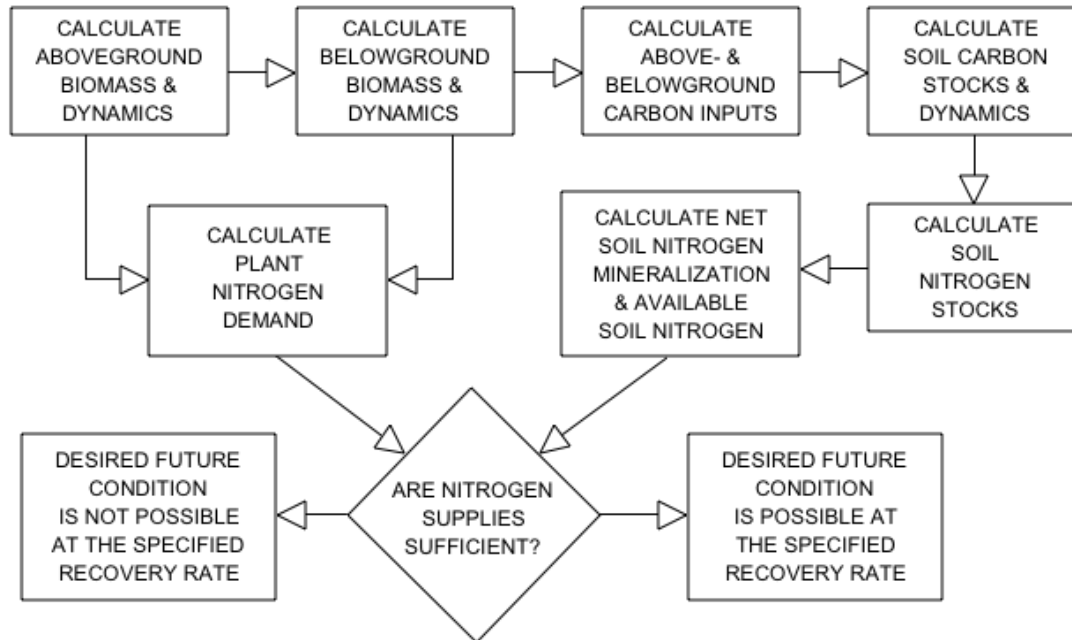 CALCULATE
ABOVEGROUND
BIOMASS &
DYNAMICS
CALCULATE
BELOWGROUND
BIOMASS &
DYNAMICS
CALCULATE
ABOVE- &
BELOWGROUND
CARBON INPUTS
CALCULATE
SOIL CARBON
STOCKS &
DYNAMICS
CALCULATE
PLANT
NITROGEN
DEMAND
CALCULATE NET
SOIL NITROGEN
MINERALIZATION
& AVAILABLE
SOIL NITROGEN
CALCULATE
SOIL
NITROGEN
STOCKS
DESIRED FUTURE
CONDITION
IS NOT POSSIBLE
AT THE SPECIFIED
RECOVERY RATE
ARE NITROGEN
SUPPLIES
SUFFICIENT?
DESIRED FUTURE
CONDITION
IS POSSIBLE AT
THE SPECIFIED
RECOVERY RATE